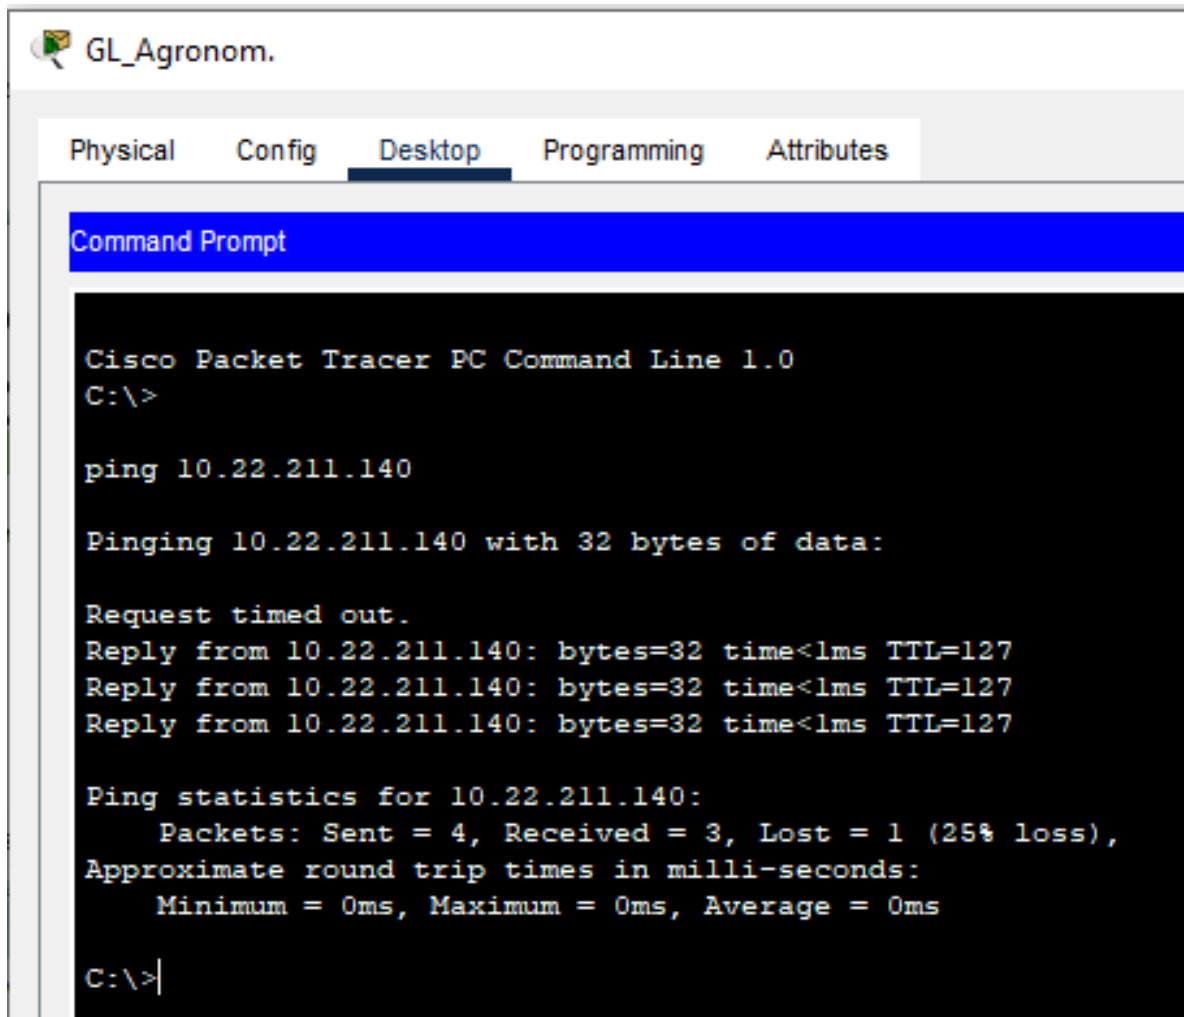 GL_Agronom.
Physical Config Desktop Programming Attributes
Command Prompt
Cisco Packet Tracer PC Command Line 1.0
C:\>
ping 10.22.211.140
Pinging 10.22.211.140 with 32 bytes of data:
Request timed out.
Reply from 10.22.211.140: bytes=32 time<1ms TTL=127
Reply from 10.22.211.140: bytes=32 time<1ms TTL=127
Reply from 10.22.211.140: bytes=32 time<1ms TTL=127
Ping statistics for 10.22.211.140:
Packets: Sent = 4, Received = 3, Lost = 1 (25% loss),
Approximate round trip times in milli-seconds:
Minimum = 0ms, Maximum = 0ms, Average = 0ms
C:\>